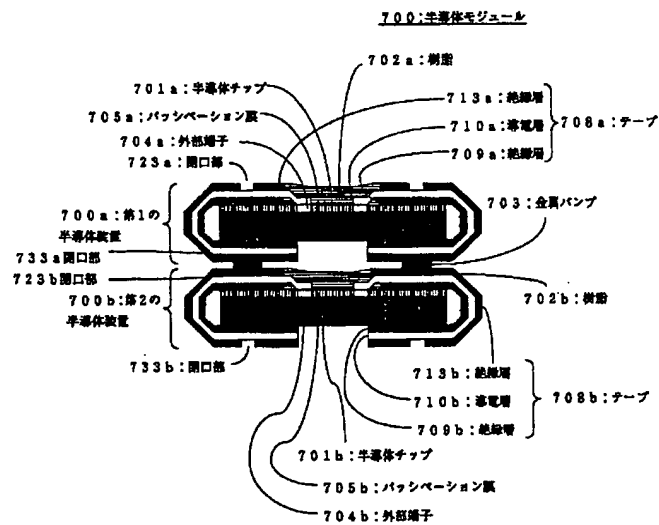 700:半導体モジュール
702a:樹脂
701a:半導体チップ
705a:パッシベーション膜
704a:外部端子
723a:開口部
713a:絶縁層
710a:導電層
709a:絶縁層
708a:テープ
700a:第1の
半導体装置
703:金属バンプ
733a開口部
723b開口部
700b:第2の
半導体装置
702b:樹脂
733b:開口部
713b:絶縁層
710b:導電層
709b:絶縁層
708b:テープ
701b:半導体チップ
705b:パッシベーション膜
704b:外部端子